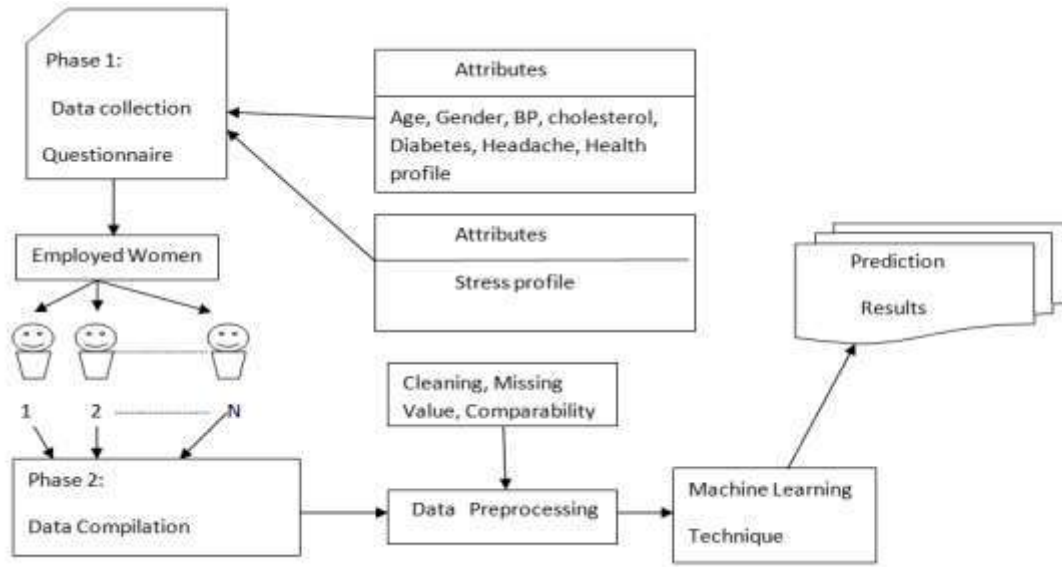 Phase 1:
Data collection
Questionnaire
Attributes
Age, Gender, BP, cholesterol,
Diabetes, Headache, Health
profile
Attributes
Stress profile
Employed Women
1 2 N
Cleaning, Missing
Value, Comparability
Phase 2:
Data Compilation
Data Preprocessing
Machine Learning
Technique
Prediction
Results